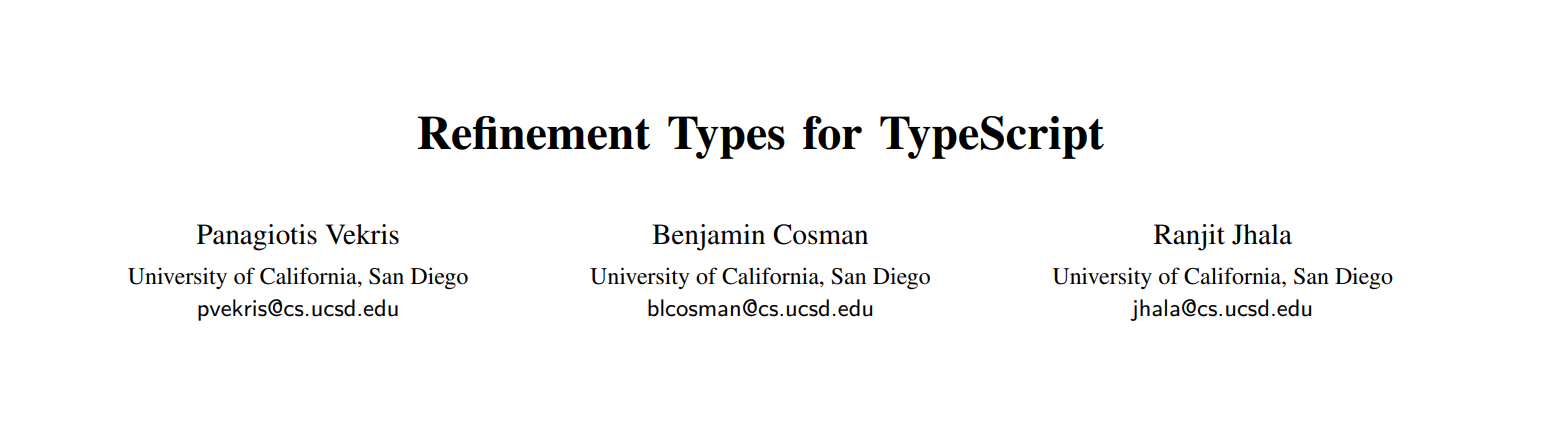 Refinement Types for TypeScript
Panagiotis Vekris
University of California, San Diego
pvekris@cs.ucsd.edu
Benjamin Cosman
University of California, San Diego
blcosman@cs.ucsd.edu
Ranjit Jhala
University of California, San Diego
jhala@cs.ucsd.edu